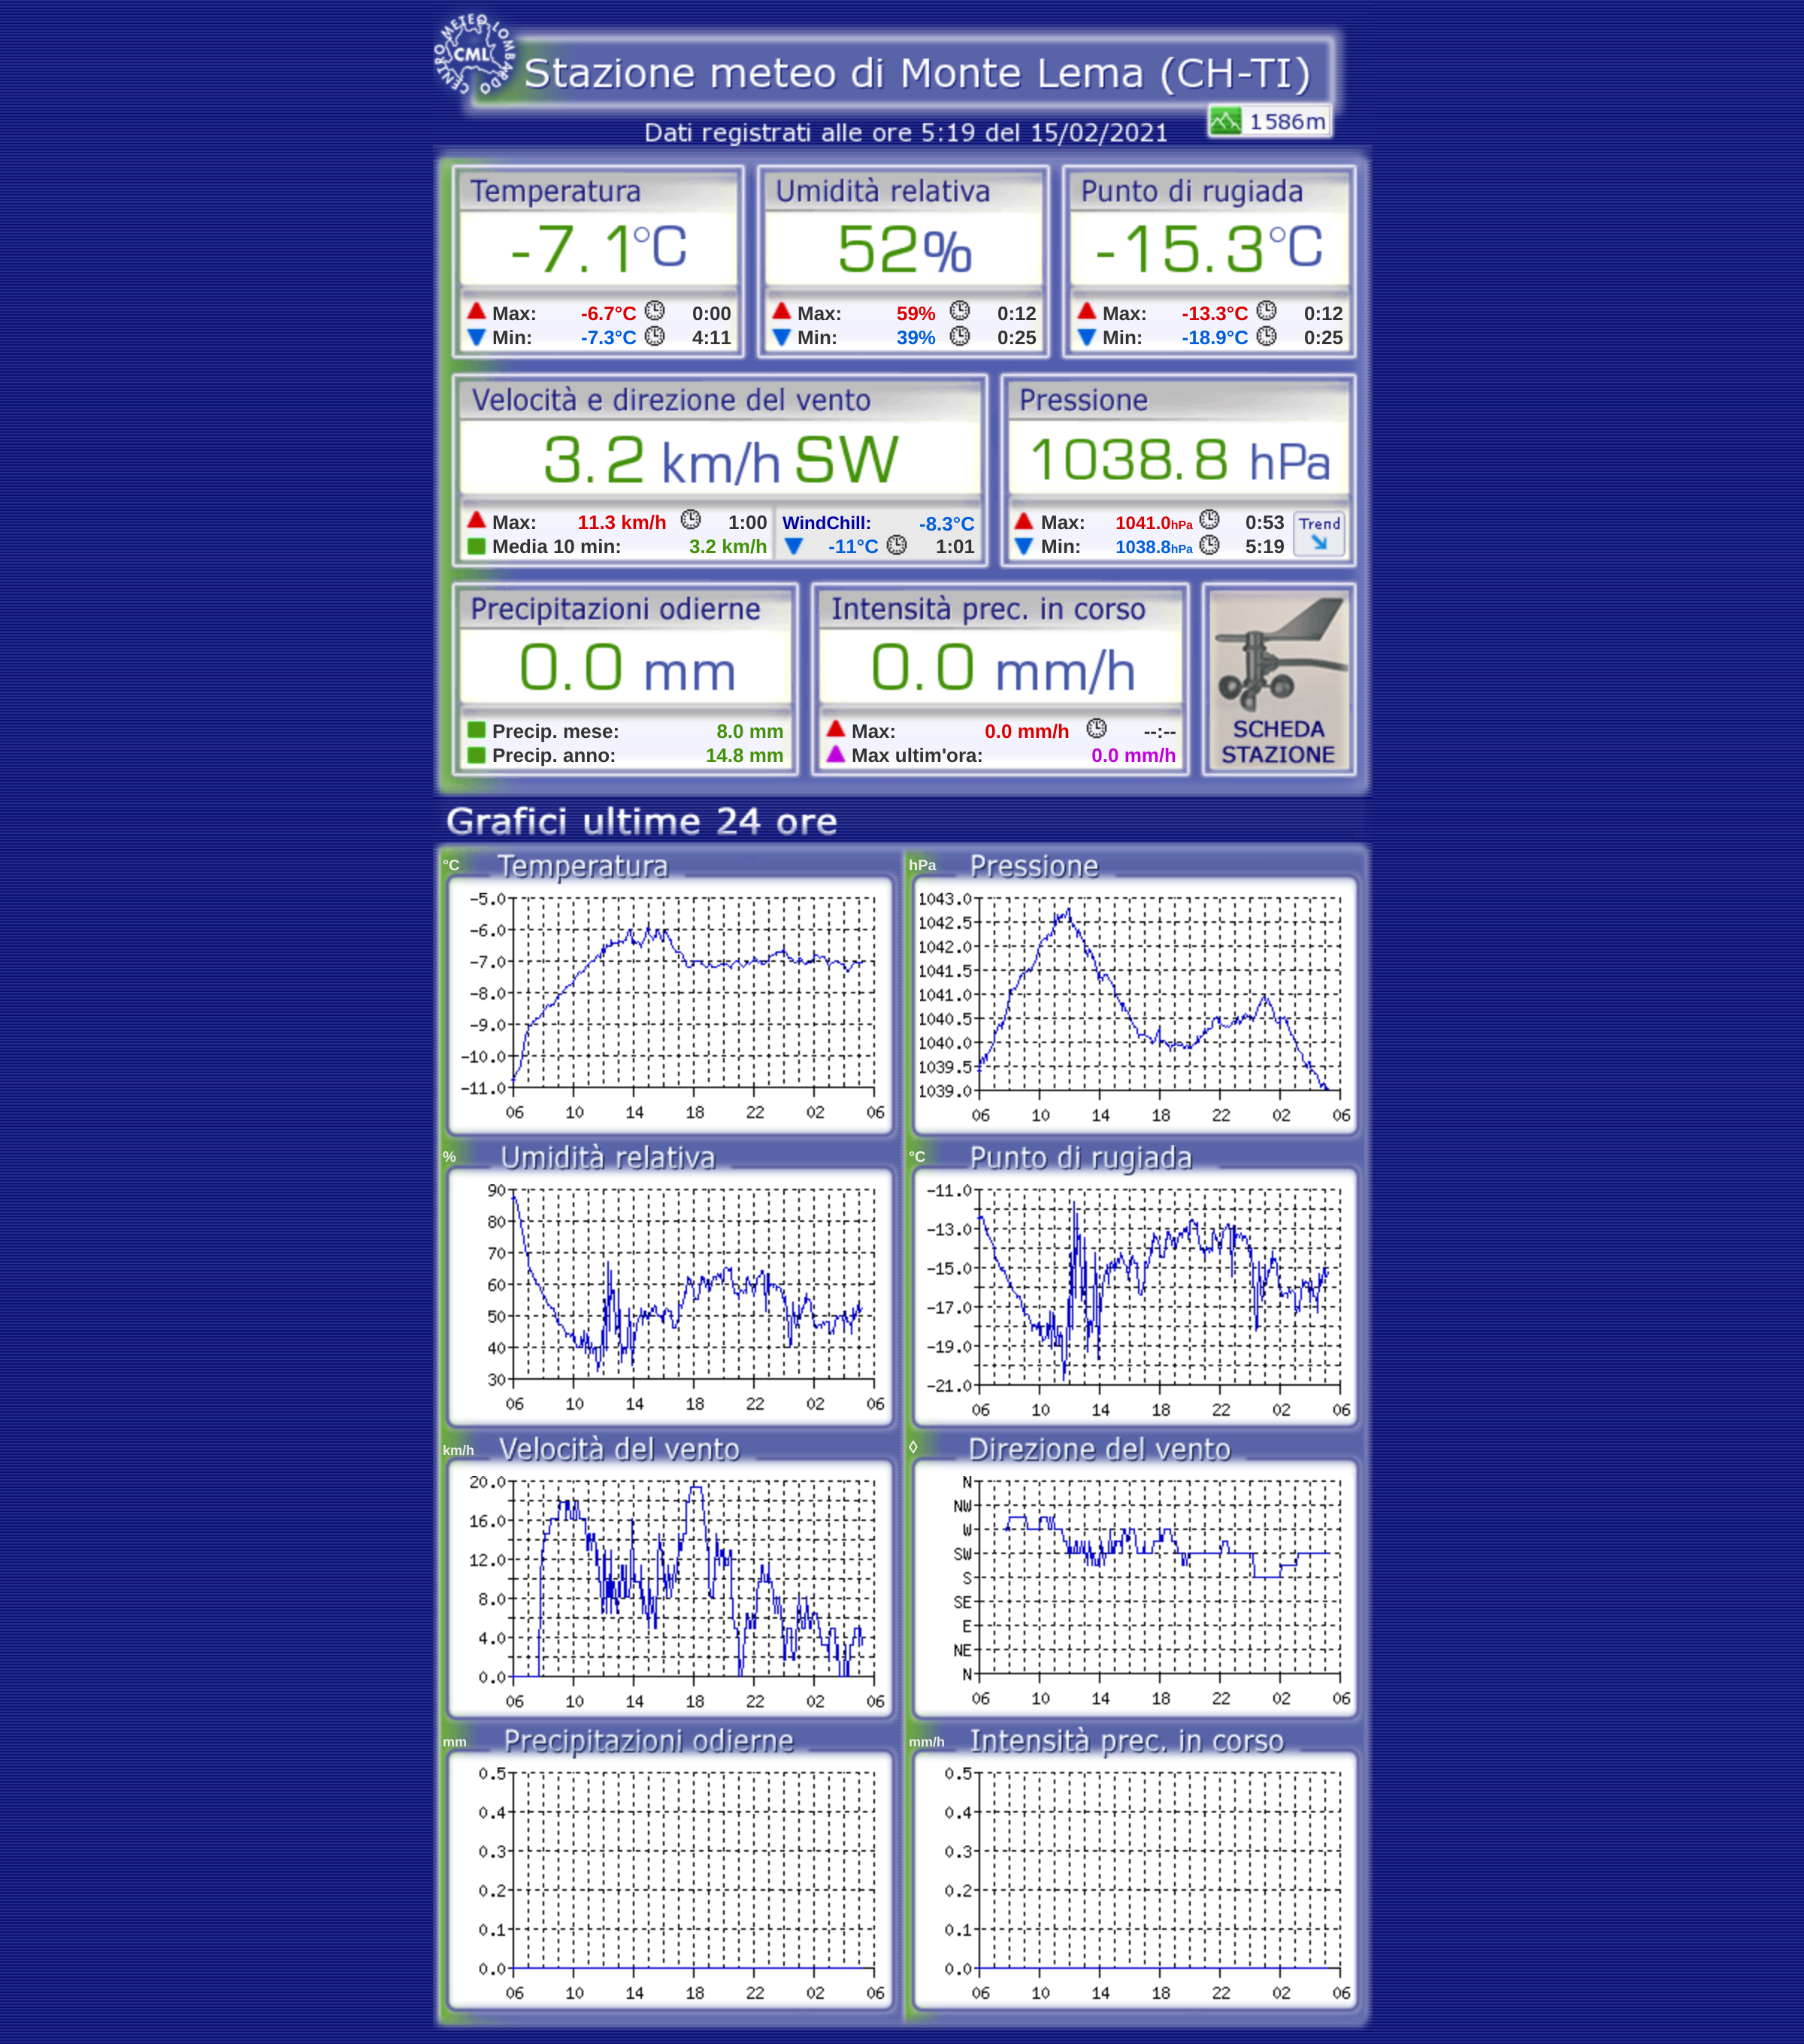 CENTRO METEO LOMBARDO
CML
Stazione meteo di Monte Lema (CH-TI)
1586m
Dati registrati alle ore 5:19 del 15/02/2021
Temperatura
-7.1°C
Max: -6.7°C 0:00
Min: -7.3°C 4:11
Umidità relativa
52%
Max: 59% 0:12
Min: 39% 0:25
Punto di rugiada
-15.3°C
Max: -13.3°C 0:12
Min: -18.9°C 0:25
Velocità e direzione del vento
3.2 km/h SW
Max: 11.3 km/h 1:00
Media 10 min: 3.2 km/h
WindChill: -8.3°C
-11°C 1:01
Pressione
1038.8 hPa
Max: 1041.0hPa 0:53
Min: 1038.8hPa 5:19
Trend
Precipitazioni odierne
0.0 mm
Precip. mese: 8.0 mm
Precip. anno: 14.8 mm
Intensità prec. in corso
0.0 mm/h
Max: 0.0 mm/h --:--
Max ultim'ora: 0.0 mm/h
SCHEDA
STAZIONE
Grafici ultime 24 ore
°C Temperatura
-5.0
-6.0
-7.0
-8.0
-9.0
-10.0
-11.0
06 10 14 18 22 02 06
hPa Pressione
1043.0
1042.5
1042.0
1041.5
1041.0
1040.5
1040.0
1039.5
1039.0
06 10 14 18 22 02 06
% Umidità relativa
90
80
70
60
50
40
30
06 10 14 18 22 02 06
°C Punto di rugiada
-11.0
-13.0
-15.0
-17.0
-19.0
-21.0
06 10 14 18 22 02 06
km/h Velocità del vento
20.0
16.0
12.0
8.0
4.0
0.0
06 10 14 18 22 02 06
◊ Direzione del vento
N
NW
W
SW
S
SE
E
NE
N
06 10 14 18 22 02 06
mm Precipitazioni odierne
0.5
0.4
0.3
0.2
0.1
0.0
06 10 14 18 22 02 06
mm/h Intensità prec. in corso
0.5
0.4
0.3
0.2
0.1
0.0
06 10 14 18 22 02 06